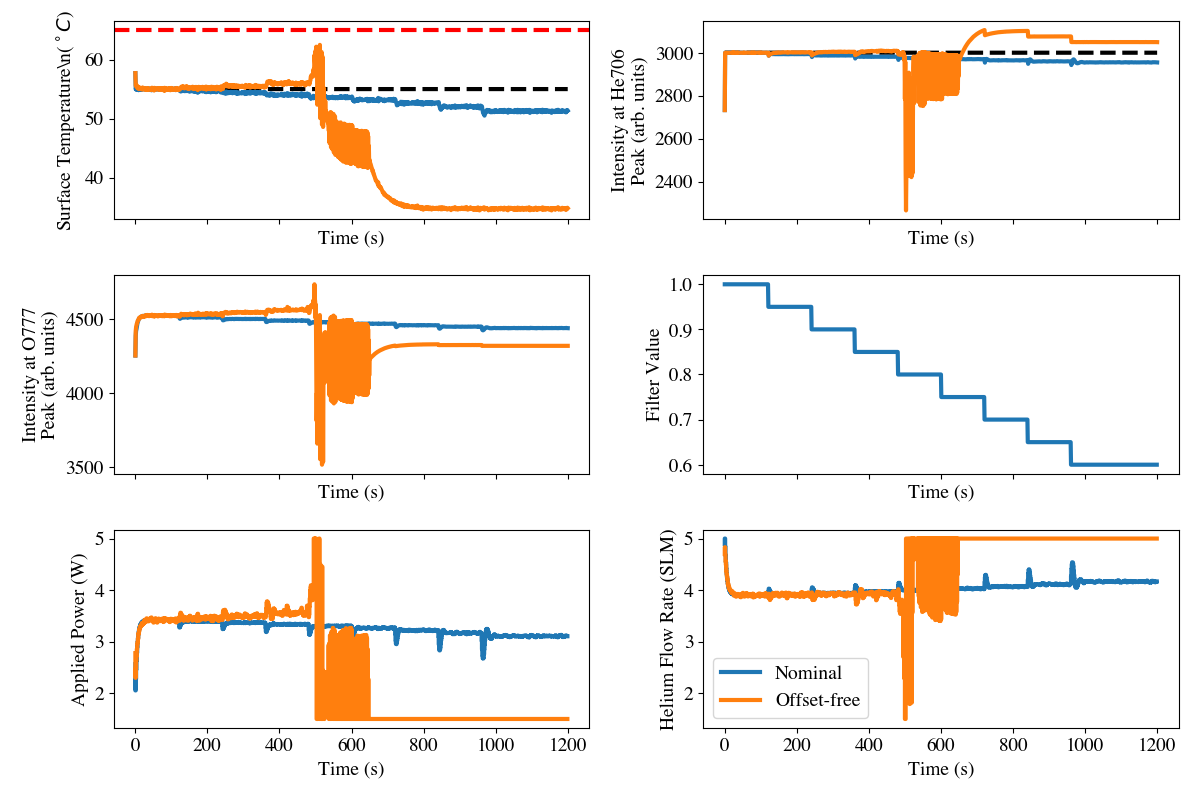 Surface Temperature\n(°C)
60
50
40
Time (s)
Intensity at He706
Peak (arb. units)
3000
2800
2600
2400
Time (s)
Intensity at O777
Peak (arb. units)
4500
4000
3500
Time (s)
Filter Value
1.0
0.9
0.8
0.7
0.6
Time (s)
Applied Power (W)
5
4
3
2
0 200 400 600 800 1000 1200
Time (s)
Helium Flow Rate (SLM)
5
4
3
2
Nominal
Offset-free
0 200 400 600 800 1000 1200
Time (s)